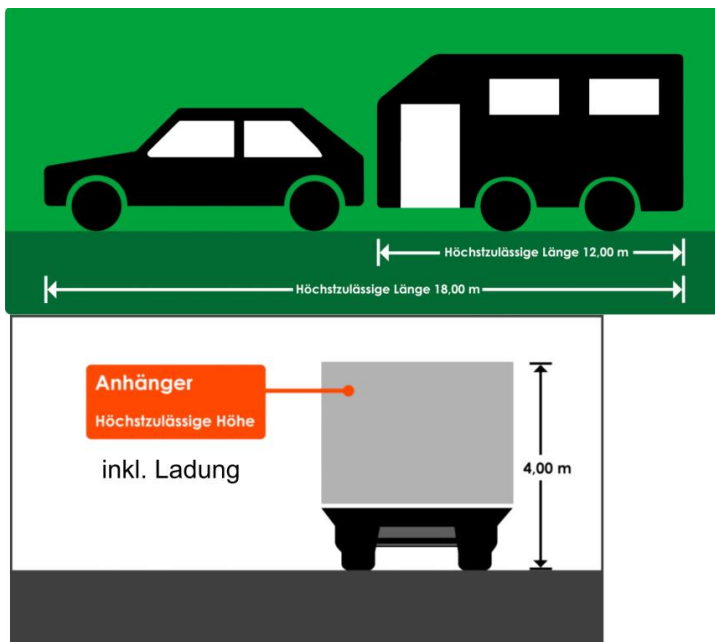 Höchstzulässige Länge 12,00 m
Höchstzulässige Länge 18,00 m
Anhänger
Höchstzulässige Höhe
inkl. Ladung
4,00 m